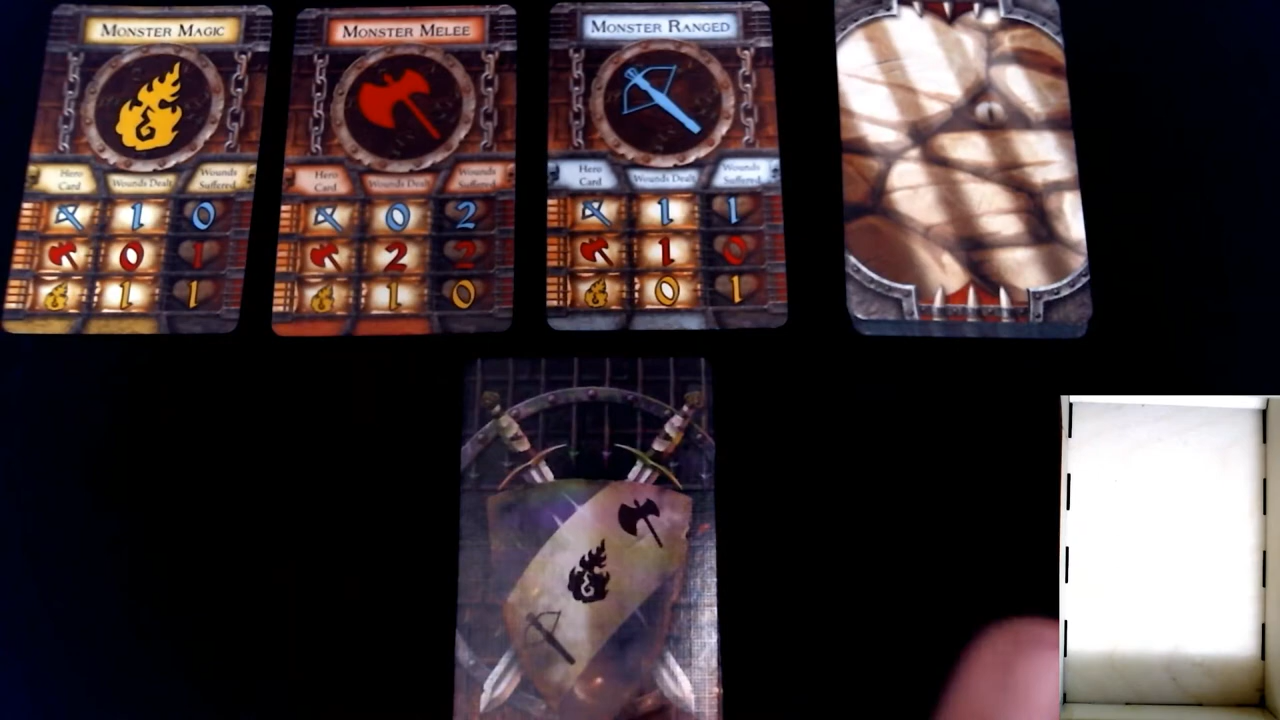 MONSTER MAGIC
Hero Card Wounds Dealt Wounds Suffered
1 0
0 1
1 1
MONSTER MELEE
Hero Card Wounds Dealt Wounds Suffered
0 2
2 2
1 0
MONSTER RANGED
Hero Card Wounds Dealt Wounds Suffered
1 1
1 0
0 1